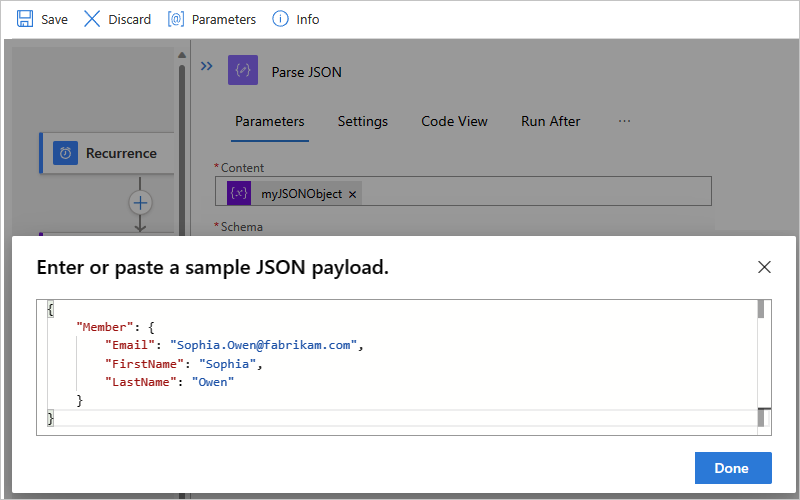 Save Discard Parameters Info
Parse JSON
Parameters Settings Code View Run After ...
Recurrence
* Content
myJSONObject
* Schema
Enter or paste a sample JSON payload.
{
    "Member": {
        "Email": "Sophia.Owen@fabrikam.com",
        "FirstName": "Sophia",
        "LastName": "Owen"
    }
}
Done